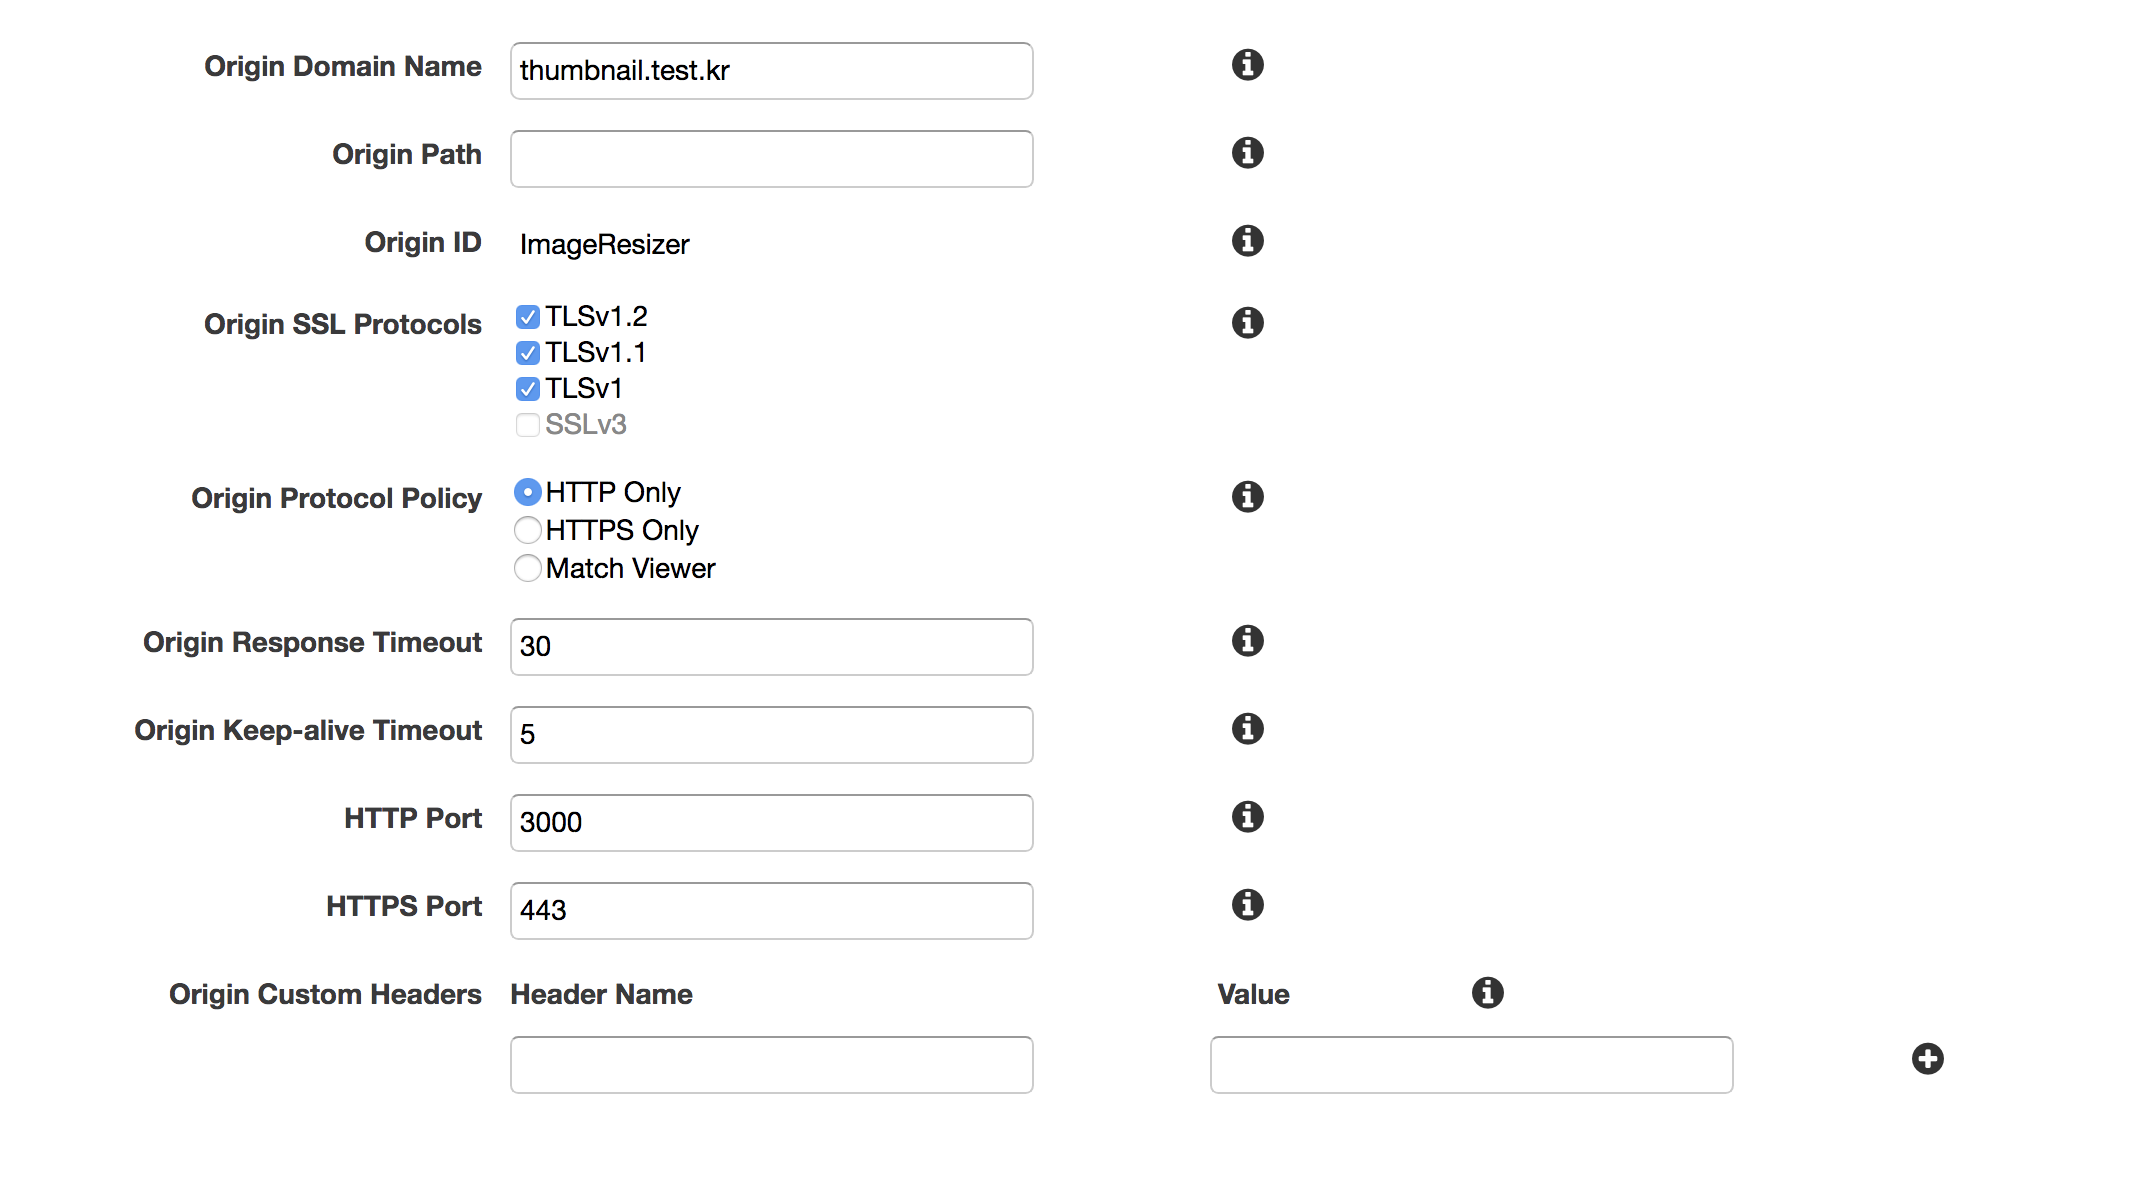 Origin Domain Name thumbnail.test.kr
Origin Path
Origin ID ImageResizer
Origin SSL Protocols TLSv1.2
TLSv1.1
TLSv1
SSLv3
Origin Protocol Policy HTTP Only
HTTPS Only
Match Viewer
Origin Response Timeout 30
Origin Keep-alive Timeout 5
HTTP Port 3000
HTTPS Port 443
Origin Custom Headers Header Name Value